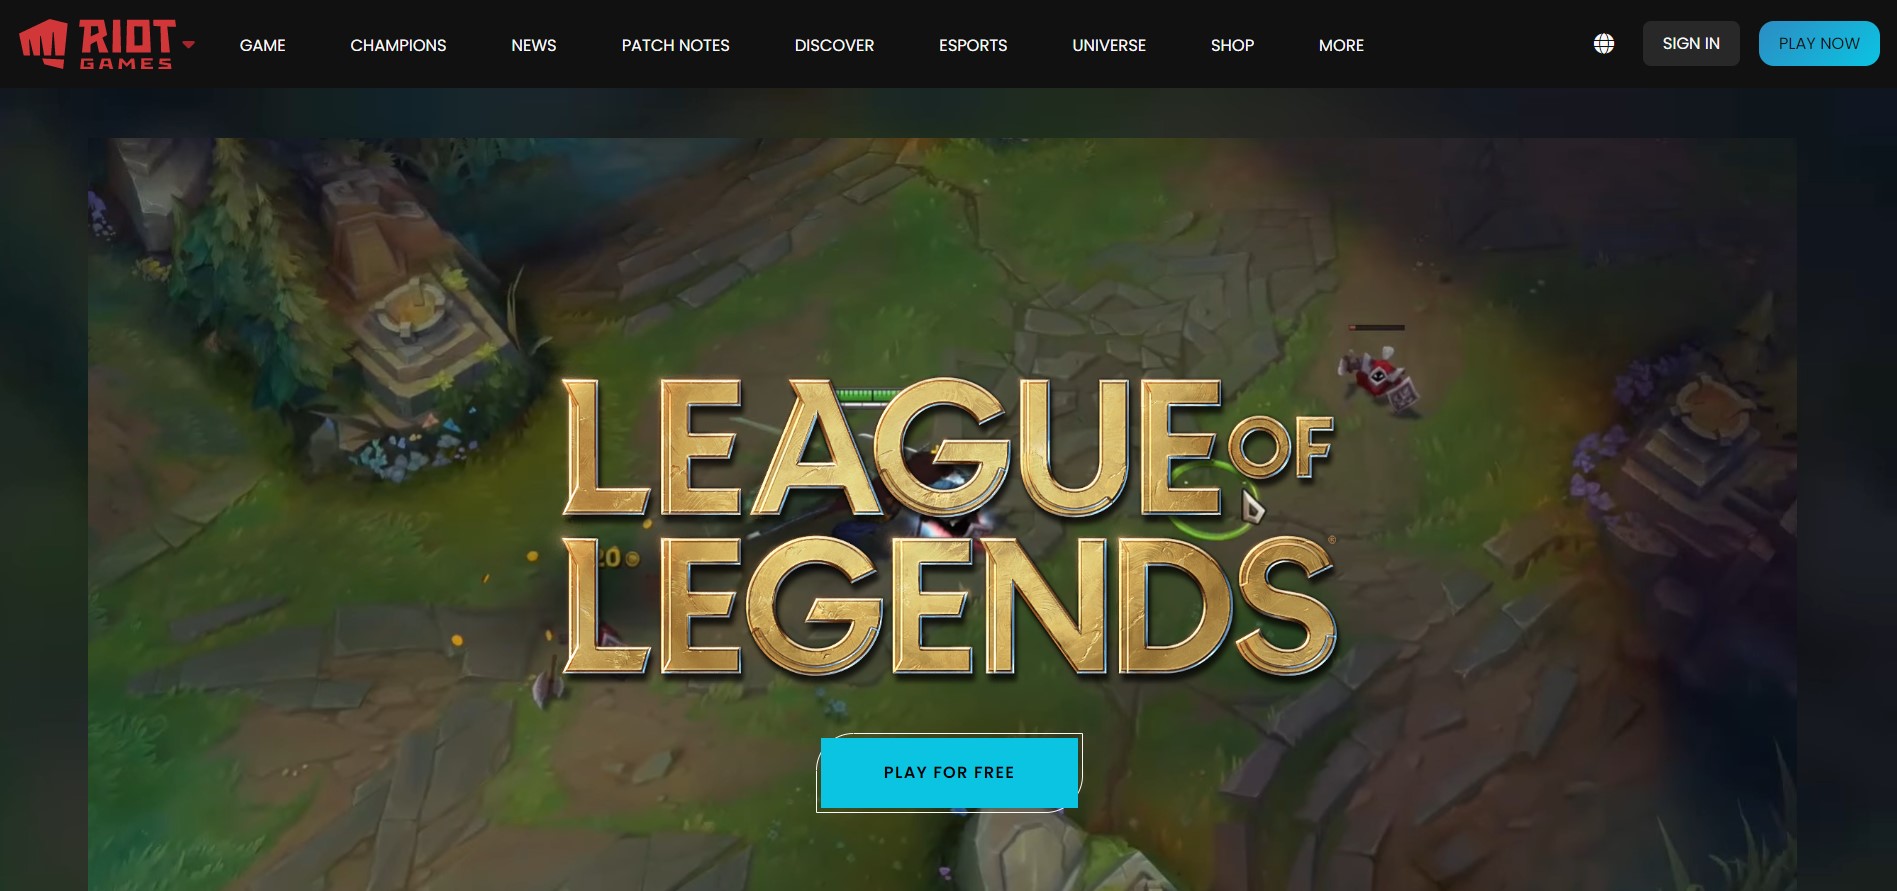 RIOT
GAMES
GAME
CHAMPIONS
NEWS
PATCH NOTES
DISCOVER
ESPORTS
UNIVERSE
SHOP
MORE
SIGN IN
PLAY NOW
LEAGUE OF
LEGENDS®
20
PLAY FOR FREE